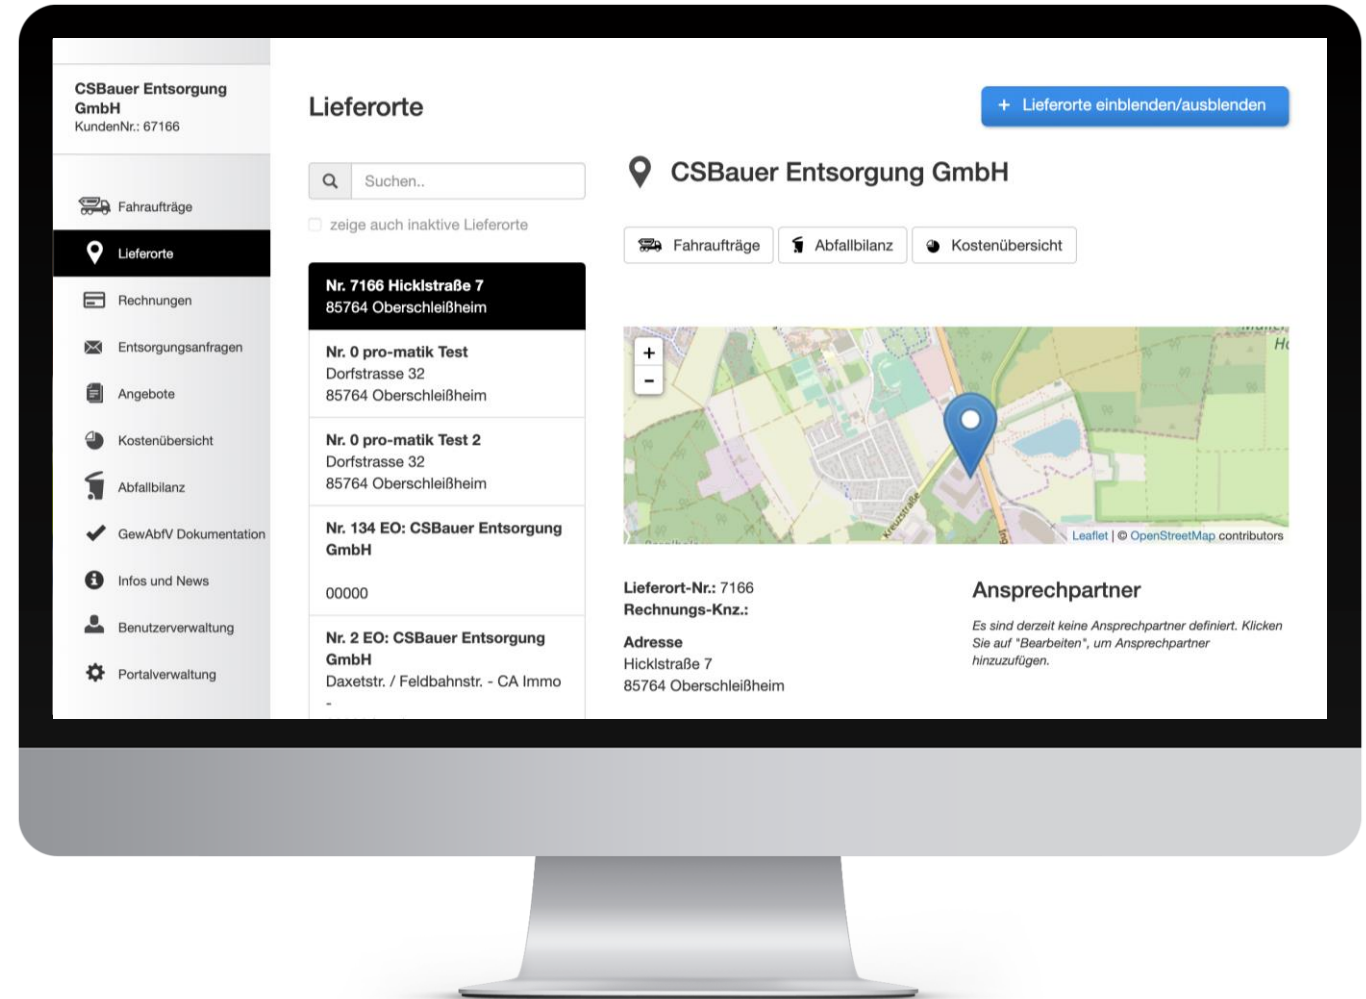 CSBauer Entsorgung
GmbH
KundenNr.: 67166
Fahraufträge
Lieferorte
Rechnungen
Entsorgungsanfragen
Angebote
Kostenübersicht
Abfallbilanz
GewAbfV Dokumentation
Infos und News
Benutzerverwaltung
Portalverwaltung
Lieferorte
+ Lieferorte einblenden/ausblenden
Suchen..
zeige auch inaktive Lieferorte
Nr. 7166 Hicklstraße 7
85764 Oberschleißheim
Nr. 0 pro-matik Test
Dorfstrasse 32
85764 Oberschleißheim
Nr. 0 pro-matik Test 2
Dorfstrasse 32
85764 Oberschleißheim
Nr. 134 EO: CSBauer Entsorgung
GmbH
00000
Nr. 2 EO: CSBauer Entsorgung
GmbH
Daxetstr. / Feldbahnstr. - CA Immo
-
CSBauer Entsorgung GmbH
Fahraufträge
Abfallbilanz
Kostenübersicht
+
-
Kreuzstraße
Ing
Leaflet | © OpenStreetMap contributors
Lieferort-Nr.: 7166
Rechnungs-Knz.:
Adresse
Hicklstraße 7
85764 Oberschleißheim
Ansprechpartner
Es sind derzeit keine Ansprechpartner definiert. Klicken
Sie auf "Bearbeiten", um Ansprechpartner
hinzuzufügen.